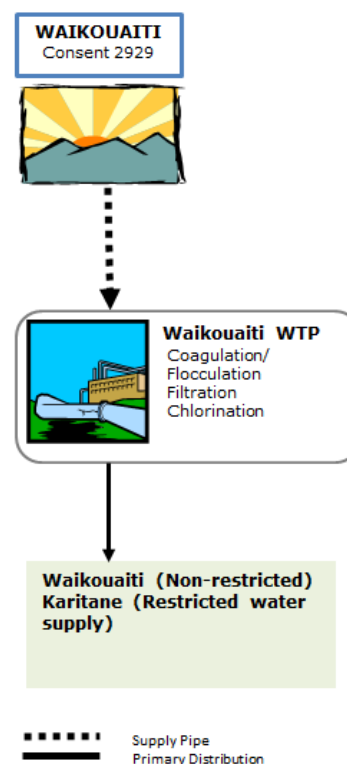 WAIKOUAITI
Consent 2929
Waikouaiti WTP
Coagulation/
Flocculation
Filtration
Chlorination
Waikouaiti (Non-restricted)
Karitane (Restricted water
supply)
Supply Pipe
Primary Distribution